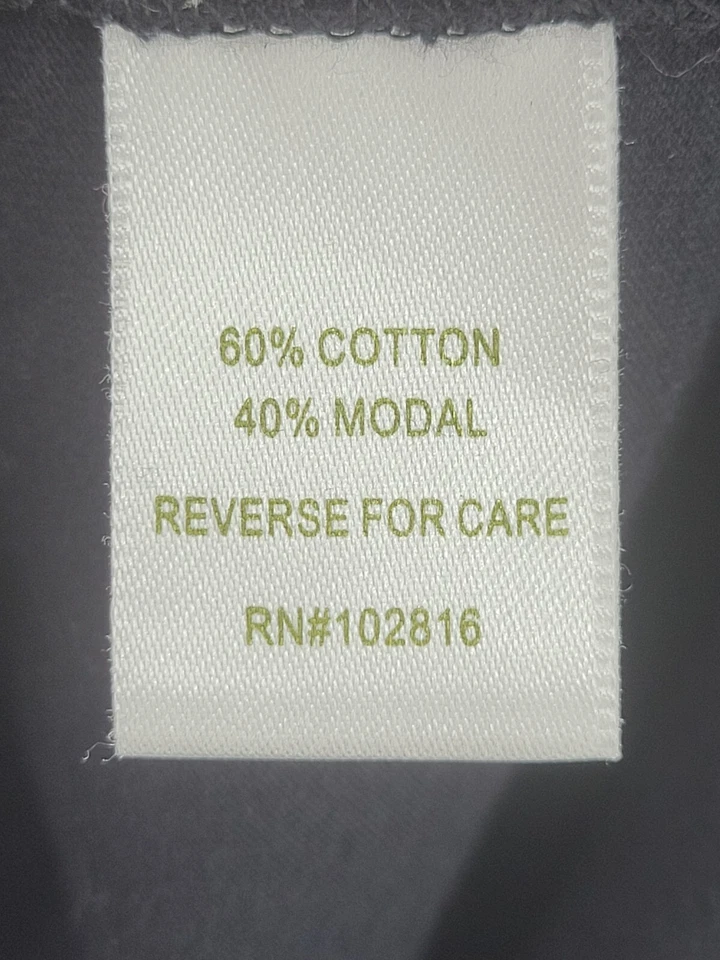 60% COTTON
40% MODAL
REVERSE FOR CARE
RN#102816